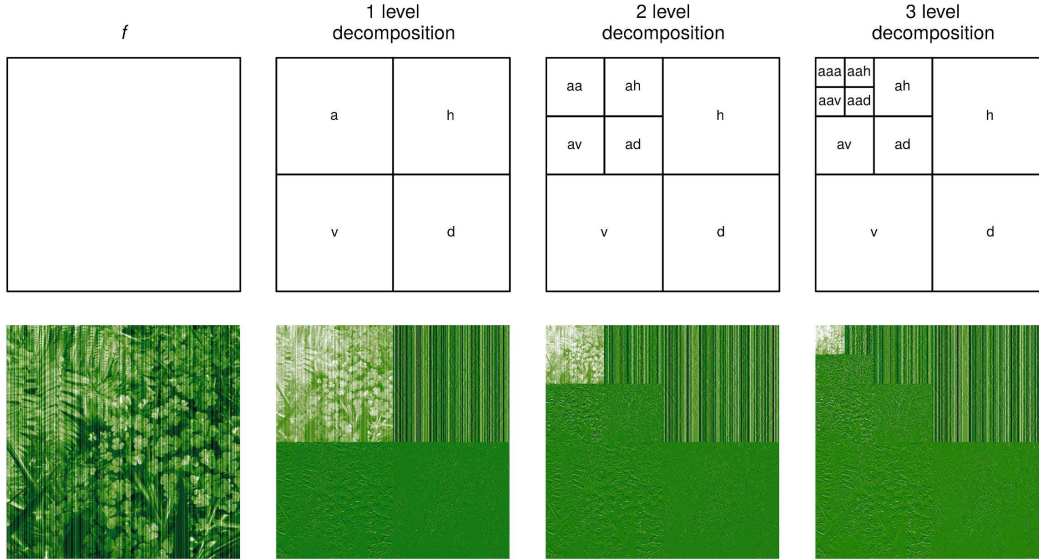 f
1 level
decomposition
2 level
decomposition
3 level
decomposition
a
h
v
d
aa
ah
av
ad
h
v
d
aaa
aah
aav
aad
ah
av
ad
h
v
d